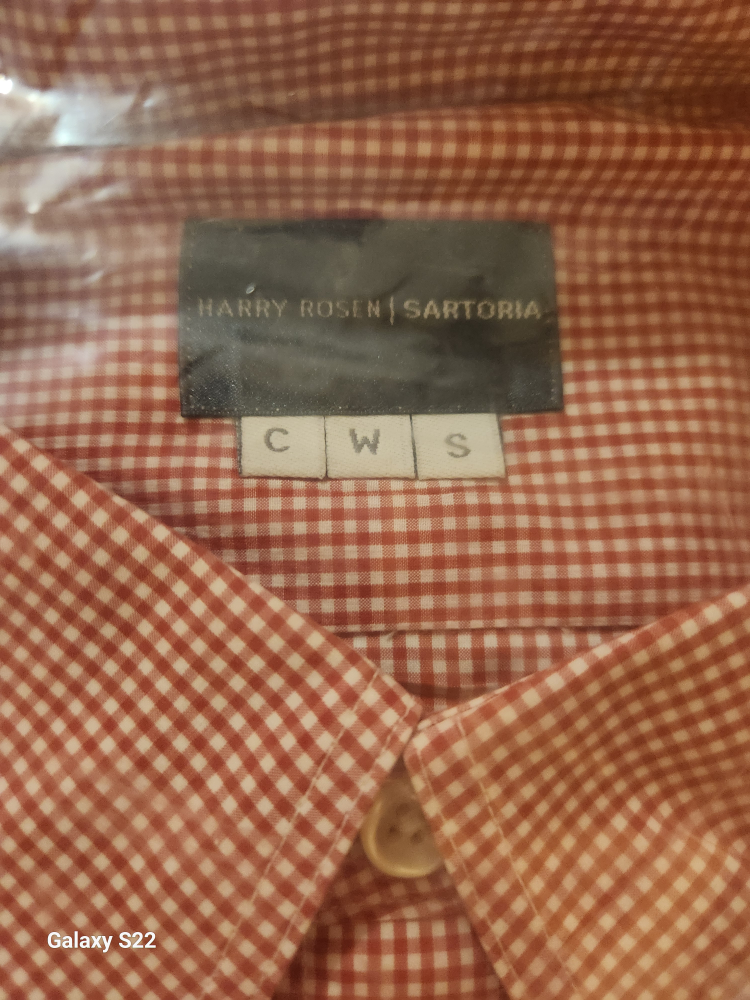 HARRY ROSEN | SARTORIA
C W S
Galaxy S22